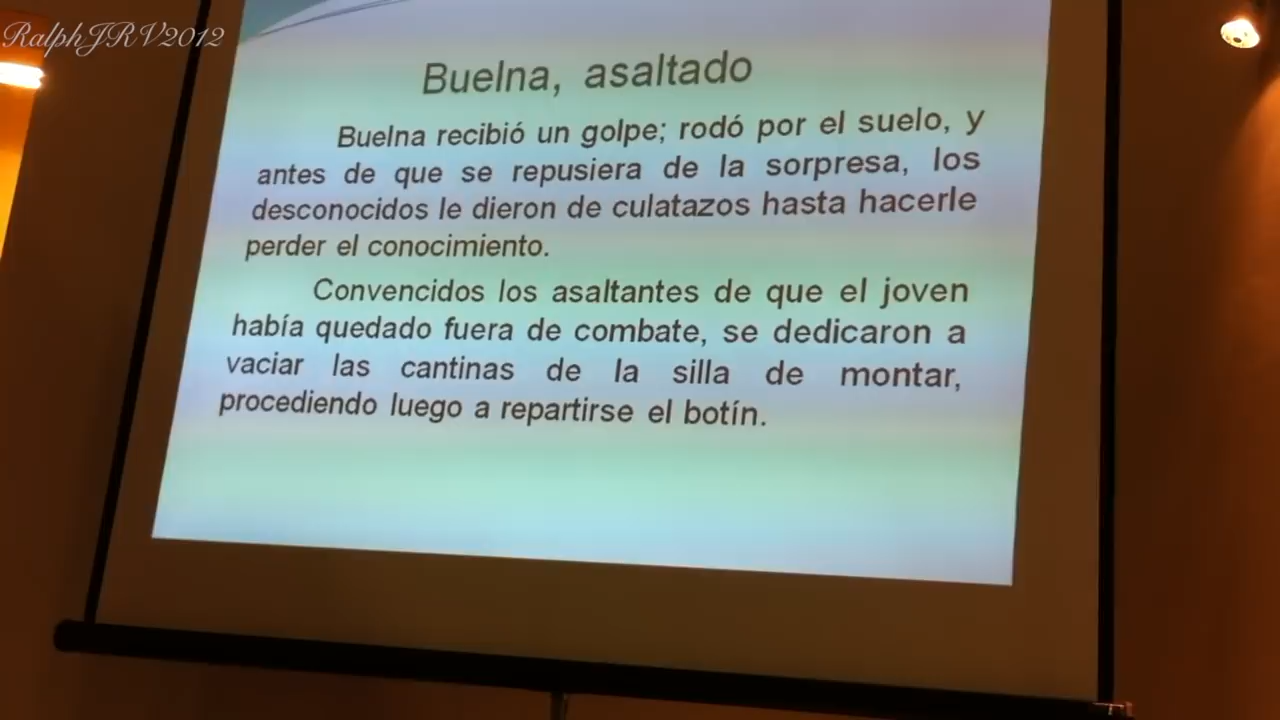 RalphJRV2012
Buelna, asaltado
Buelna recibió un golpe; rodó por el suelo, y
antes de que se repusiera de la sorpresa, los
desconocidos le dieron de culatazos hasta hacerle
perder el conocimiento.
Convencidos los asaltantes de que el joven
había quedado fuera de combate, se dedicaron a
vaciar las cantinas de la silla de montar,
procediendo luego a repartirse el botín.